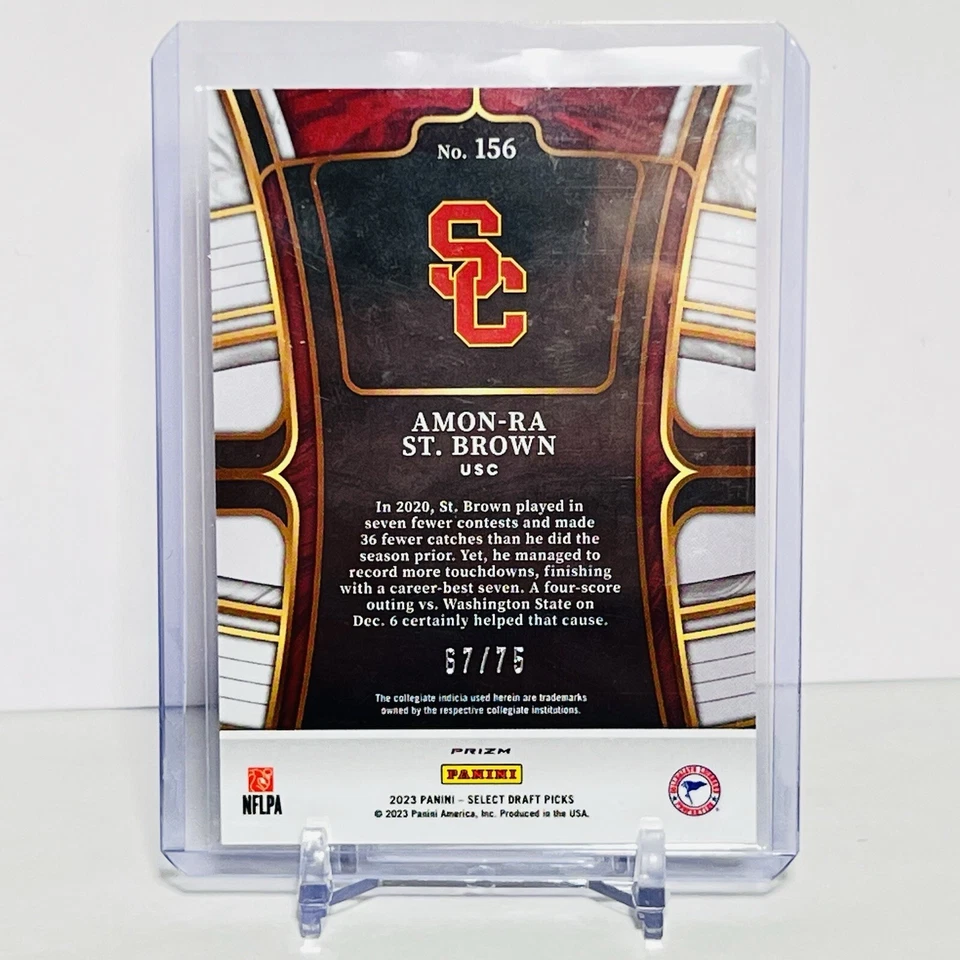 No. 156
SC
AMON-RA
ST. BROWN
USC
In 2020, St. Brown played in
seven fewer contests and made
36 fewer catches than he did the
season prior. Yet, he managed to
record more touchdowns, finishing
with a career-best seven. A four-score
outing vs. Washington State on
Dec. 6 certainly helped that cause.
67/75
The collegiate indicia used herein are trademarks
owned by the respective collegiate institutions.
PRIZM
PANINI
NFLPA
2023 PANINI – SELECT DRAFT PICKS
© 2023 Panini America, Inc. Produced in the USA.